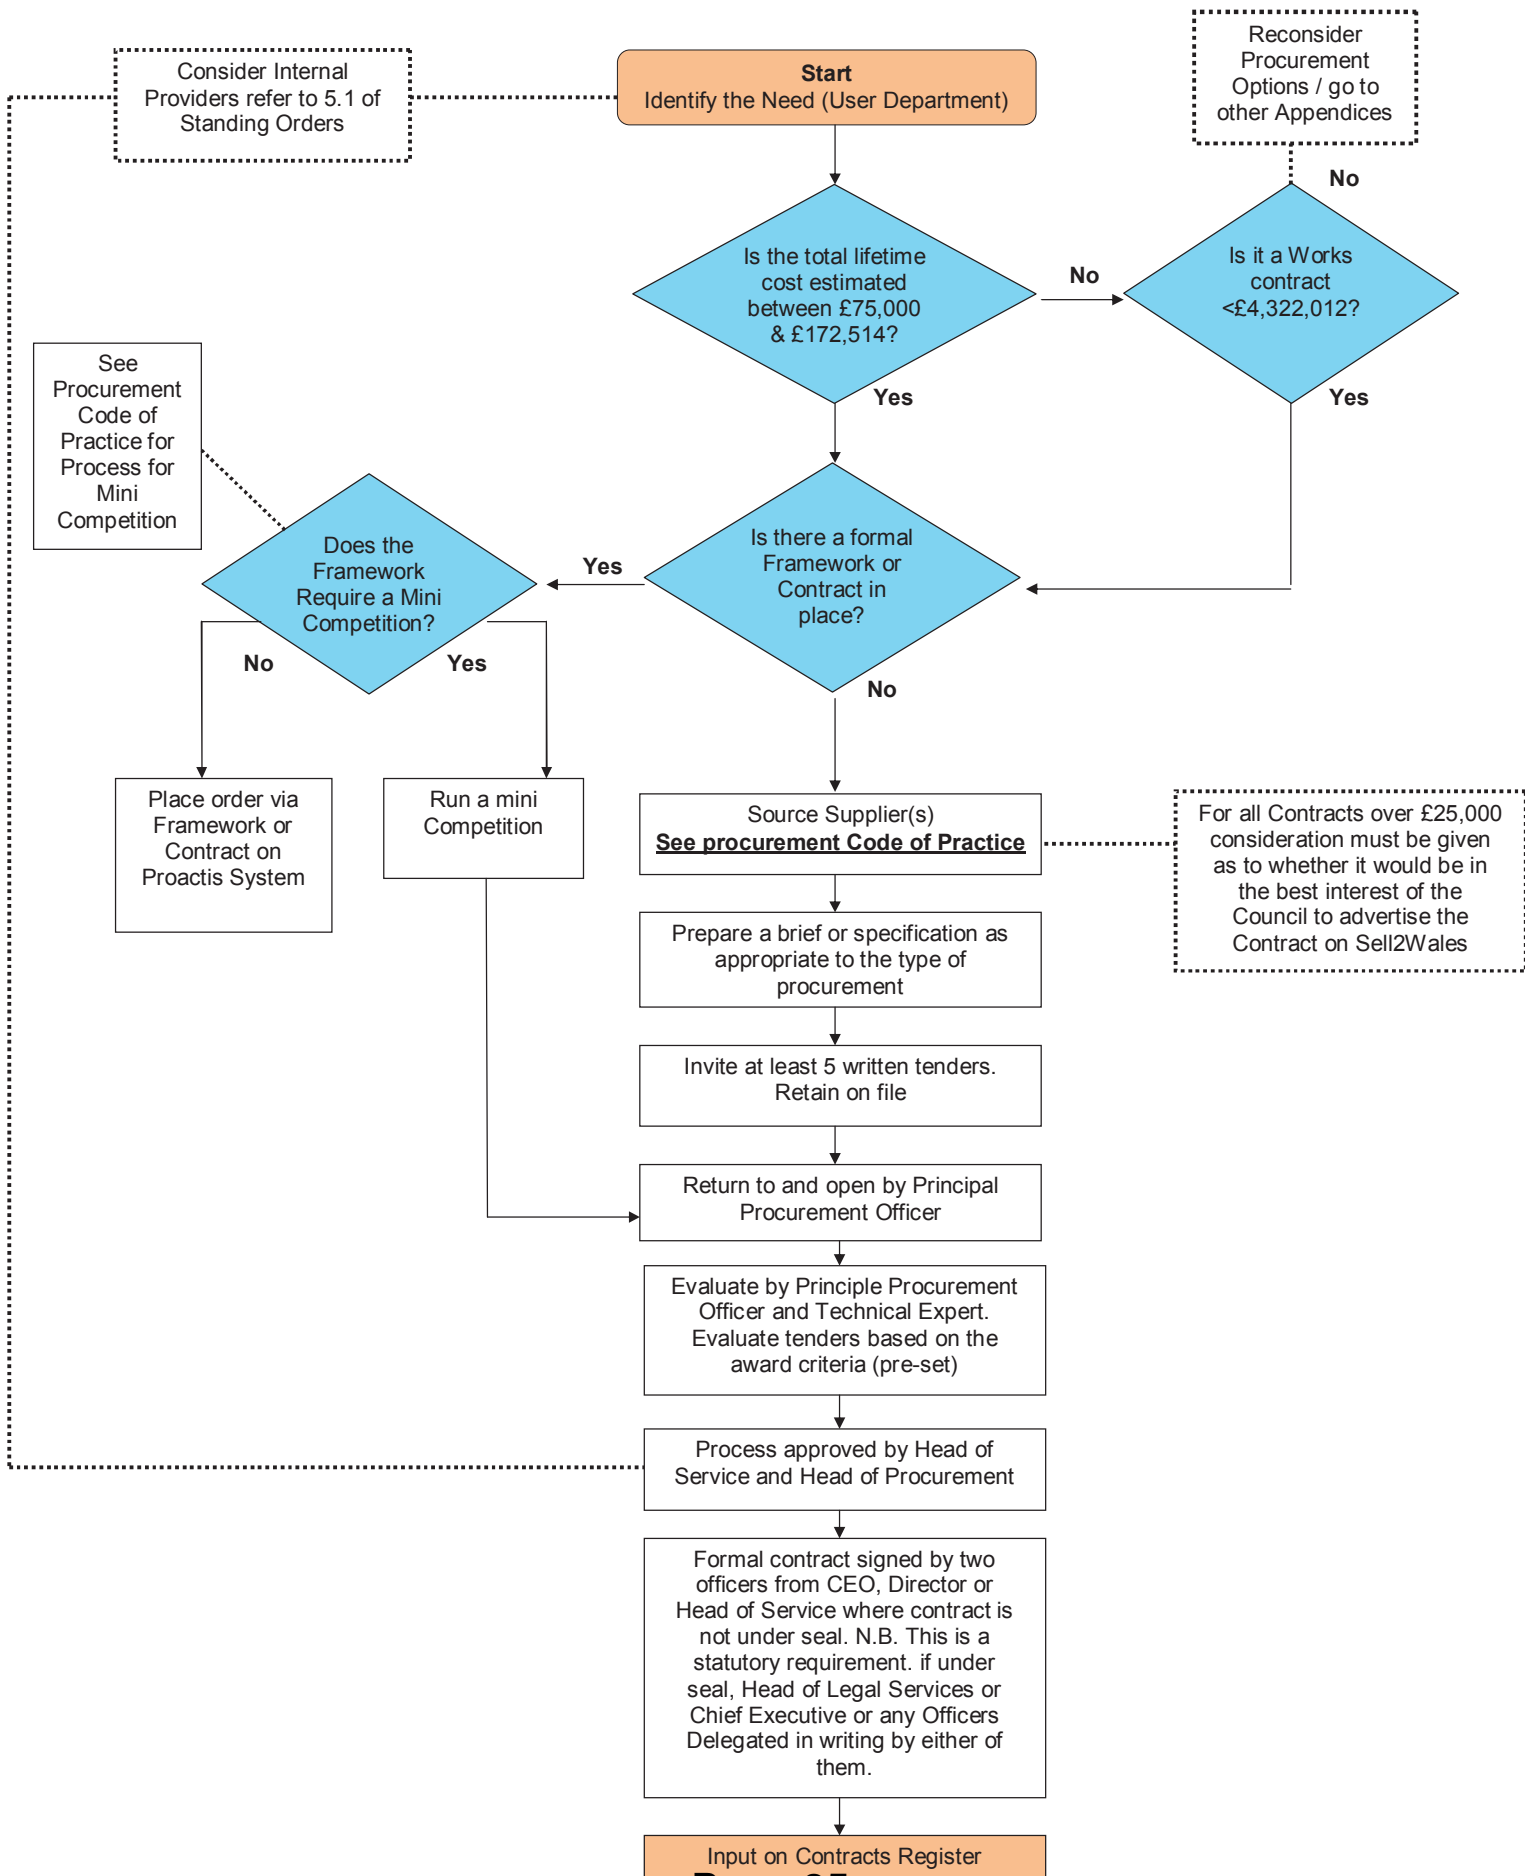 Consider Internal
Providers refer to 5.1 of
Standing Orders
Start
Identify the Need (User Department)
Reconsider
Procurement
Options / go to
other Appendices
No
Is the total lifetime
cost estimated
between £75,000
& £172,514?
No
Is it a Works
contract
<£4,322,012?
Yes
Yes
See
Procurement
Code of
Practice for
Process for
Mini
Competition
Does the
Framework
Require a Mini
Competition?
Yes
Is there a formal
Framework or
Contract in
place?
No
Yes
No
Place order via
Framework or
Contract on
Proactis System
Run a mini
Competition
Source Supplier(s)
See procurement Code of Practice
For all Contracts over £25,000
consideration must be given
as to whether it would be in
the best interest of the
Council to advertise the
Contract on Sell2Wales
Prepare a brief or specification as
appropriate to the type of
procurement
Invite at least 5 written tenders.
Retain on file
Return to and open by Principal
Procurement Officer
Evaluate by Principle Procurement
Officer and Technical Expert.
Evaluate tenders based on the
award criteria (pre-set)
Process approved by Head of
Service and Head of Procurement
Formal contract signed by two
officers from CEO, Director or
Head of Service where contract is
not under seal. N.B. This is a
statutory requirement. if under
seal, Head of Legal Services or
Chief Executive or any Officers
Delegated in writing by either of
them.
Input on Contracts Register